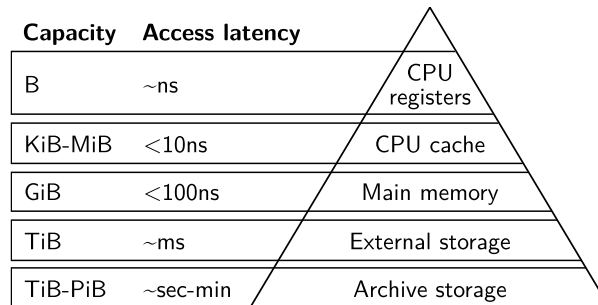 Capacity Access latency
B ~ns CPU
registers
KiB-MiB <10ns CPU cache
GiB <100ns Main memory
TiB ~ms External storage
TiB-PiB ~sec-min Archive storage